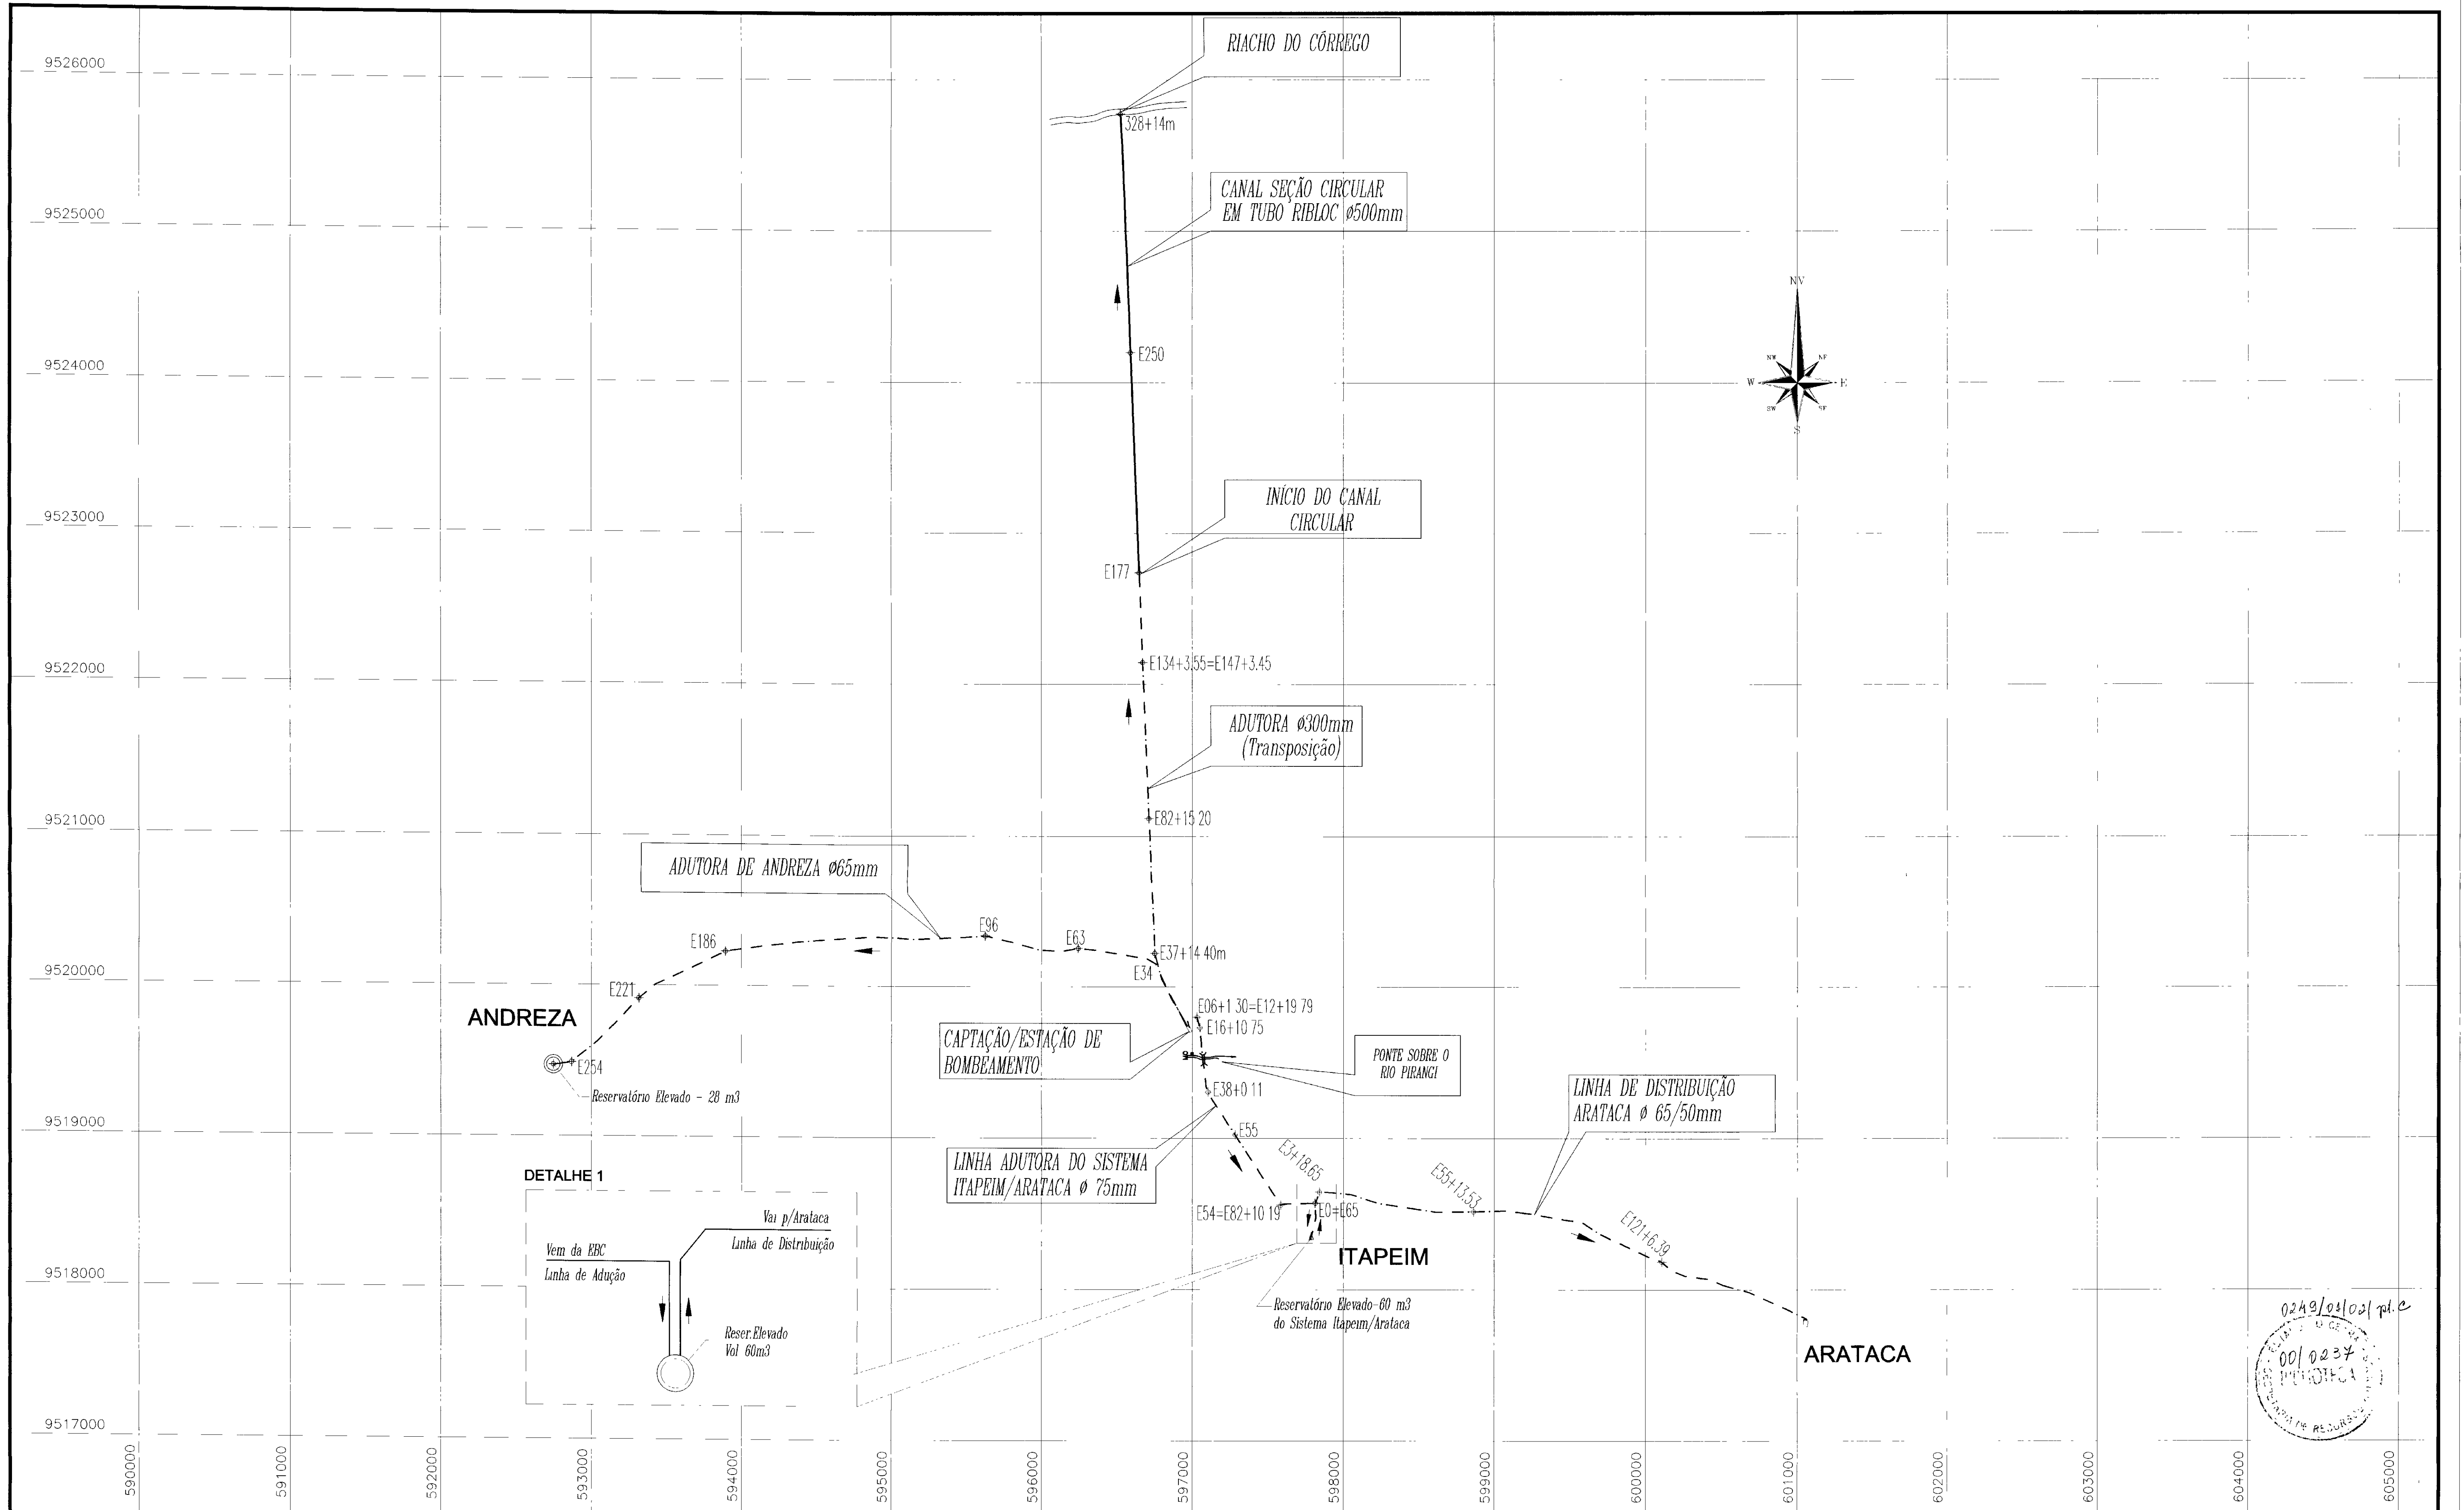 RIACHO DO CÓRREGO
9526000
328+14m
CANAL SEÇÃO CIRCULAR
EM TUBO RIBLOC ø500mm
9525000
NV
NW
NE
W
E
SW
SE
S
E250
9524000
INÍCIO DO CANAL
CIRCULAR
9523000
E177
E134+3.55=E147+3.45
9522000
ADUTORA ø300mm
(Transposição)
E82+15 20
9521000
ADUTORA DE ANDREZA ø65mm
E96
E63
E186
E37+14 40m
E34
9520000
E221
ANDREZA
E06+1 30=E12+19 79
E16+10 75
CAPTAÇÃO/ESTAÇÃO DE
BOMBEAMENTO
PONTE SOBRE O
RIO PIRANGI
E254
Reservatório Elevado - 28 m3
E38+0 11
LINHA DE DISTRIBUIÇÃO
ARATACA ø 65/50mm
9519000
E55
LINHA ADUTORA DO SISTEMA
ITAPEIM/ARATACA ø 75mm
E3+18.65
E55+13.53
E54=E82+10 19
E0=E65
E121+6.39
ITAPEIM
DETALHE 1
Vai p/Arataca
Linha de Distribuição
Vem da EBC
Linha de Adução
9518000
Reser.Elevado
Vol 60m3
Reservatório Elevado-60 m3
do Sistema Itapeim/Arataca
ARATACA
00/0237
9517000
590000
591000
592000
593000
594000
595000
596000
597000
598000
599000
600000
601000
602000
603000
604000
605000